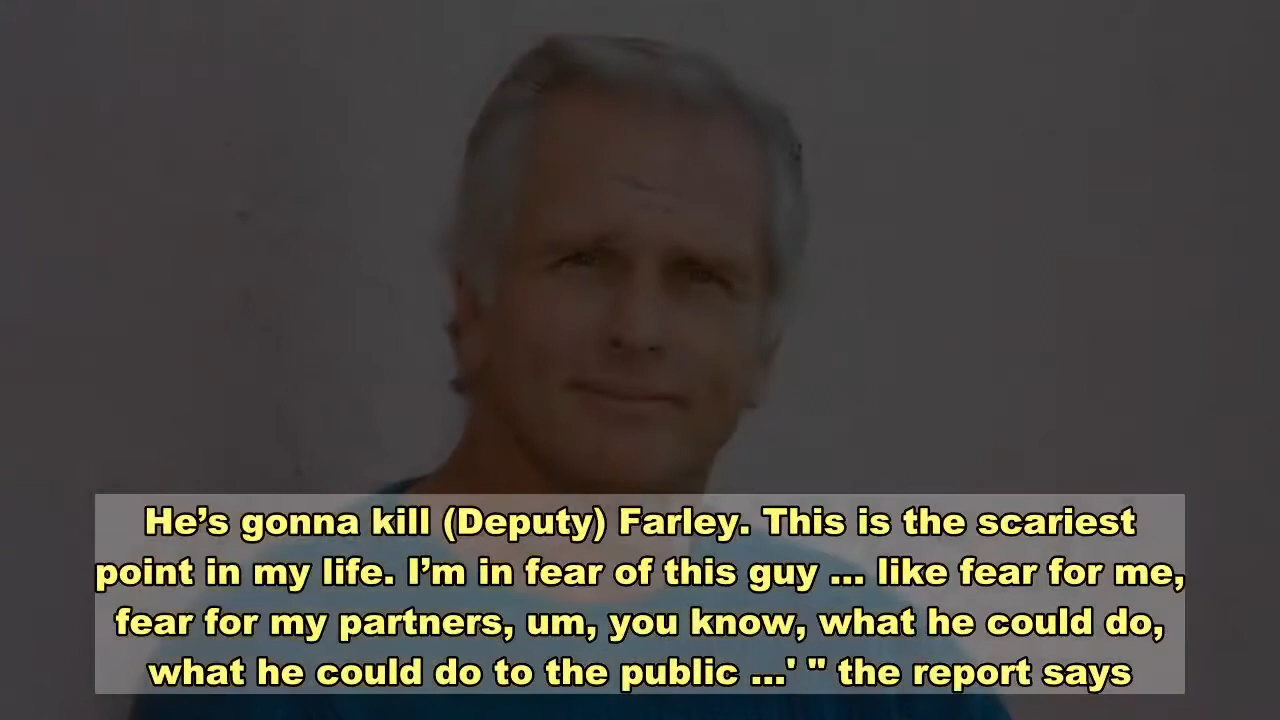 He’s gonna kill (Deputy) Farley. This is the scariest
point in my life. I’m in fear of this guy ... like fear for me,
fear for my partners, um, you know, what he could do,
what he could do to the public ...' " the report says